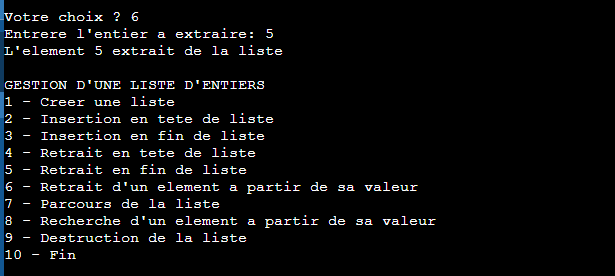 Votre choix ? 6
Entrere l'entier a extraire: 5
L'element 5 extrait de la liste
GESTION D'UNE LISTE D'ENTIERS
1 - Creer une liste
2 - Insertion en tete de liste
3 - Insertion en fin de liste
4 - Retrait en tete de liste
5 - Retrait en fin de liste
6 - Retrait d'un element a partir de sa valeur
7 - Parcours de la liste
8 - Recherche d'un element a partir de sa valeur
9 - Destruction de la liste
10 - Fin